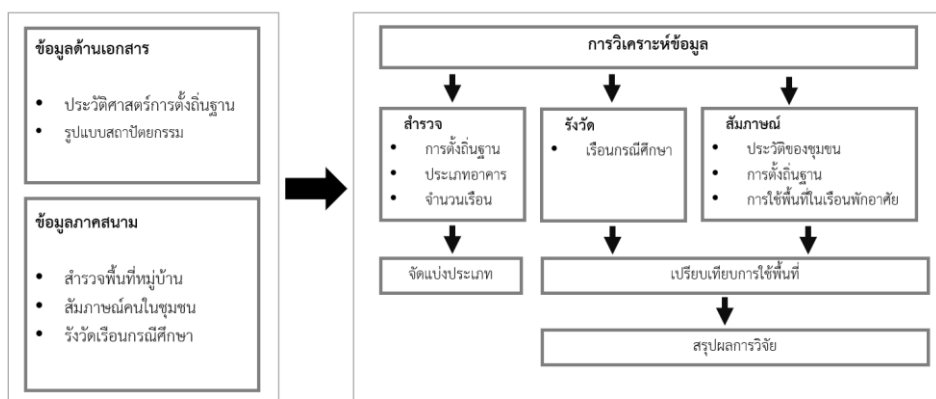 ข้อมูลด้านเอกสาร
• ประวัติศาสตร์การตั้งถิ่นฐาน
• รูปแบบสถาปัตยกรรม
ข้อมูลภาคสนาม
• สำรวจพื้นที่หมู่บ้าน
• สัมภาษณ์คนในชุมชน
• รังวัดเรือนกรณีศึกษา
การวิเคราะห์ข้อมูล
สำรวจ
• การตั้งถิ่นฐาน
• ประเภทอาคาร
• จำนวนเรือน
รังวัด
• เรือนกรณีศึกษา
สัมภาษณ์
• ประวัติของชุมชน
• การตั้งถิ่นฐาน
• การใช้พื้นที่ในเรือนพักอาศัย
จัดแบ่งประเภท
เปรียบเทียบการใช้พื้นที่
สรุปผลการวิจัย